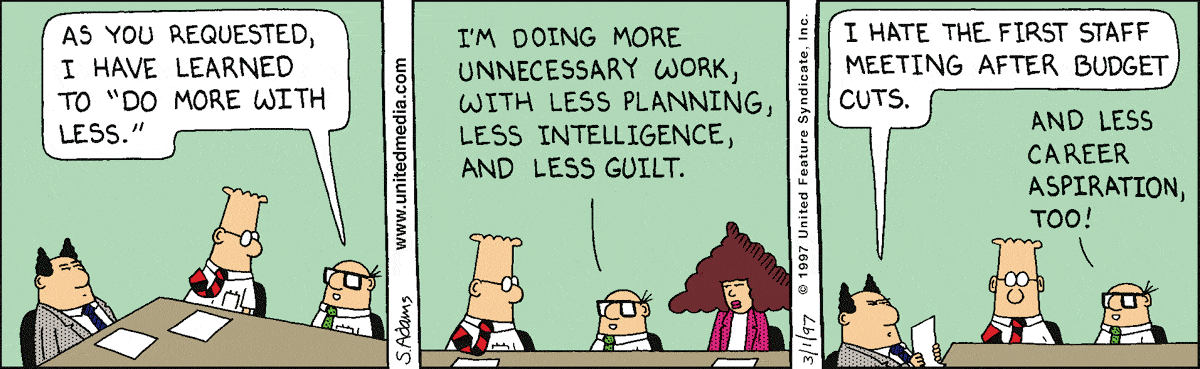 AS YOU REQUESTED,
I HAVE LEARNED
TO "DO MORE WITH
LESS."
www.unitedmedia.com
S.Adams
I'M DOING MORE
UNNECESSARY WORK,
WITH LESS PLANNING,
LESS INTELLIGENCE,
AND LESS GUILT.
3/1/97 © 1997 United Feature Syndicate, Inc.
I HATE THE FIRST STAFF
MEETING AFTER BUDGET
CUTS.
AND LESS
CAREER
ASPIRATION,
TOO!